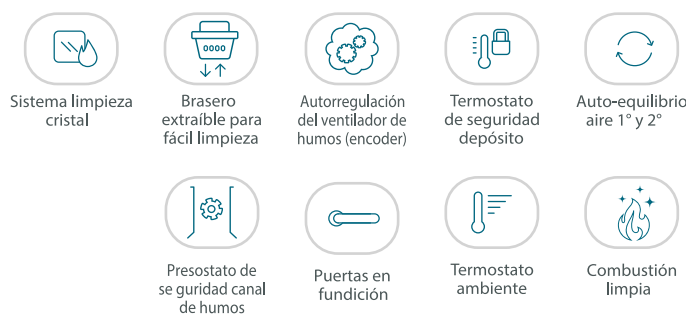 Sistema limpieza
cristal
Brasero
extraíble para
fácil limpieza
Autorregulación
del ventilador de
humos (encoder)
Termostato
de seguridad
depósito
Auto-equilibrio
aire 1° y 2°
Presostato de
se guridad canal
de humos
Puertas en
fundición
Termostato
ambiente
Combustión
limpia